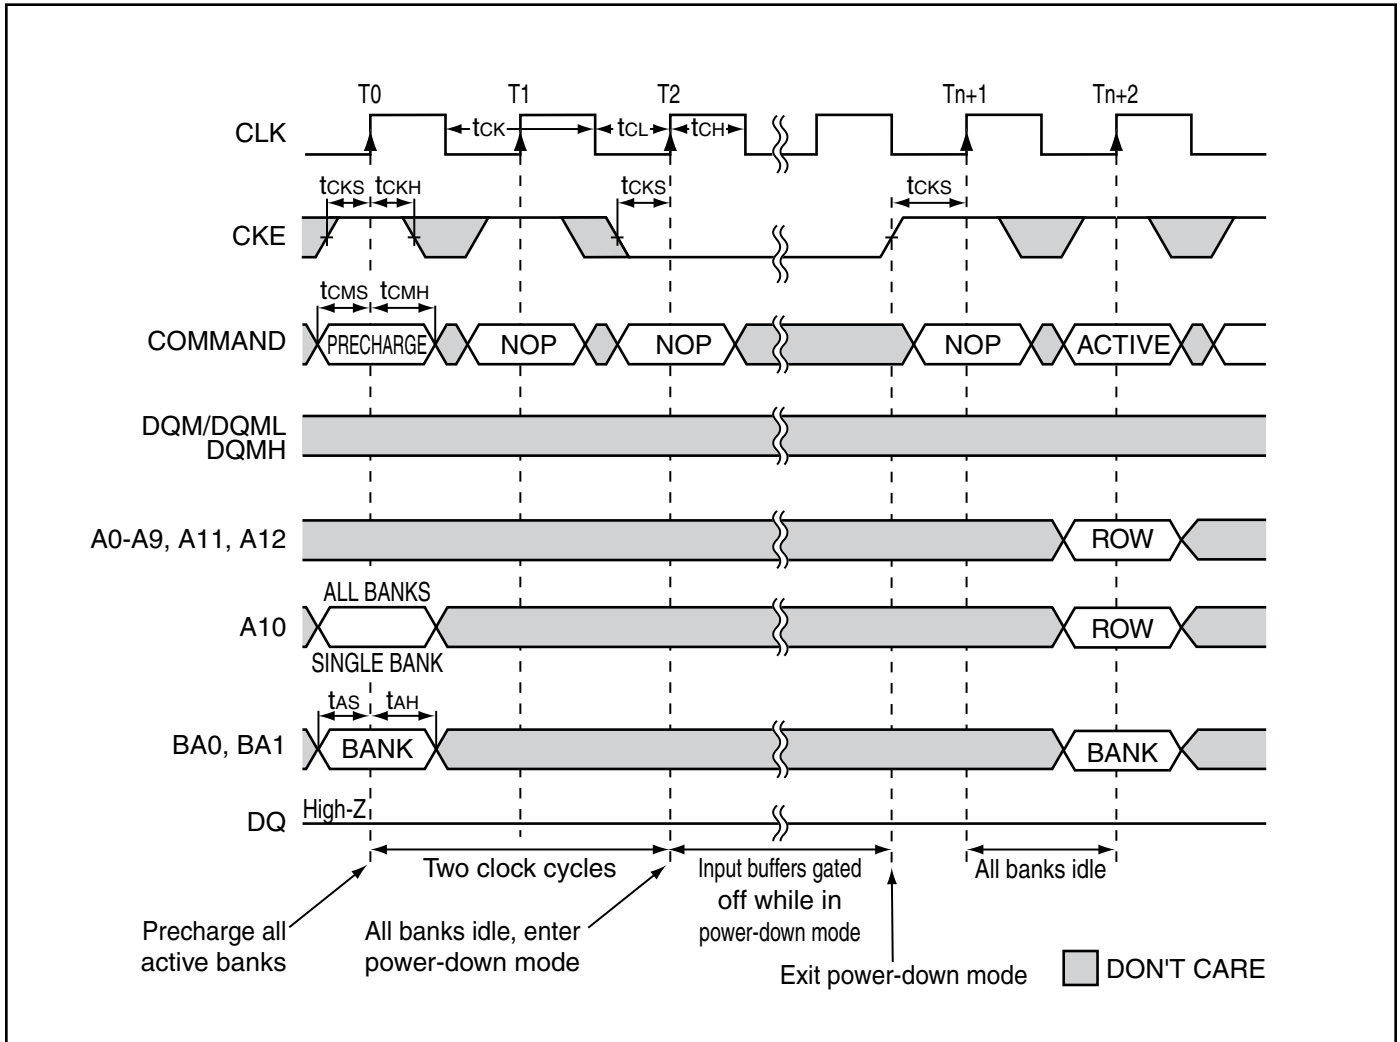 T0 T1 T2 Tn+1 Tn+2
CLK tCK tCL tCH
tCKS tCKH tCKS tCKS
CKE
tCMS tCMH
COMMAND PRECHARGE NOP NOP NOP ACTIVE
DQM/DQML
DQMH
A0-A9, A11, A12 ROW
ALL BANKS
A10 ROW
SINGLE BANK
tAS tAH
BA0, BA1 BANK BANK
DQ High-Z
Two clock cycles
Input buffers gated
off while in
power-down mode
All banks idle
Precharge all
active banks
All banks idle, enter
power-down mode
Exit power-down mode
DON'T CARE